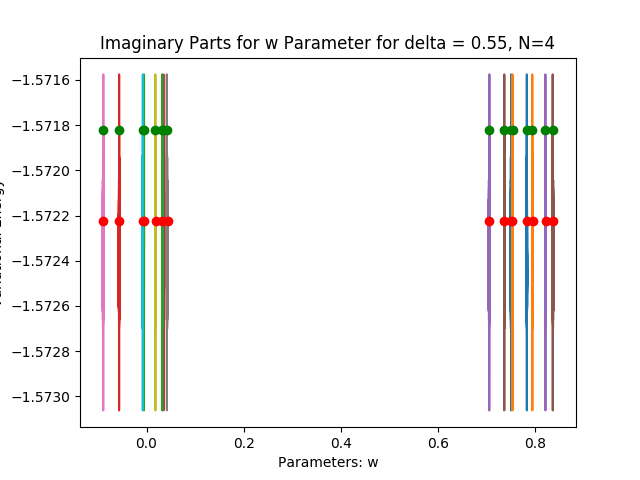 Imaginary Parts for w Parameter for delta = 0.55, N=4
−1.5716
−1.5718
−1.5720
−1.5722
−1.5724
−1.5726
−1.5728
−1.5730
0.0 0.2 0.4 0.6 0.8
Parameters: w